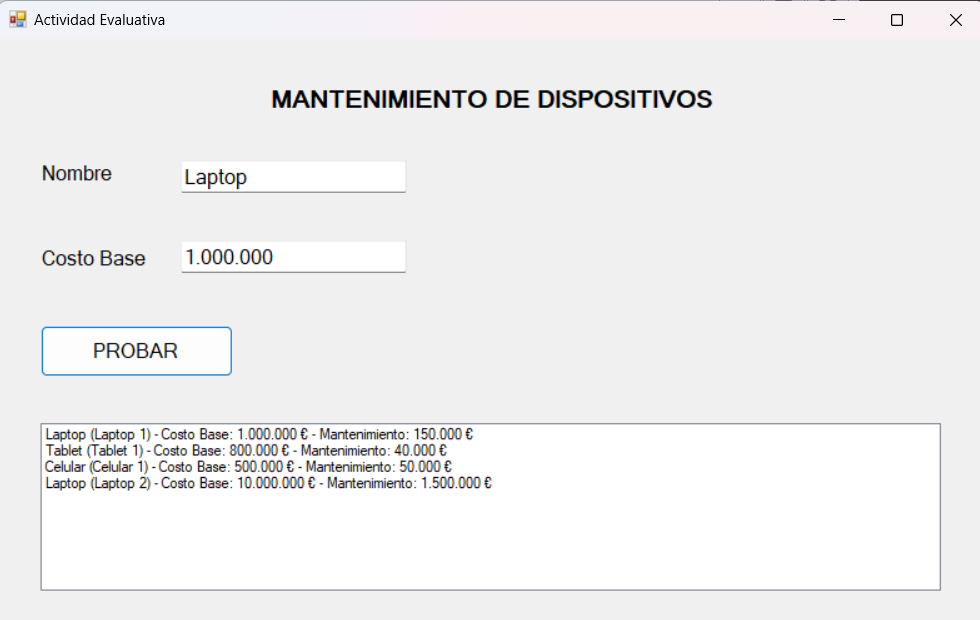 Actividad Evaluativa
MANTENIMIENTO DE DISPOSITIVOS
Nombre
Laptop
Costo Base
1.000.000
PROBAR
Laptop (Laptop 1) - Costo Base: 1.000.000 € - Mantenimiento: 150.000 €
Tablet (Tablet 1) - Costo Base: 800.000 € - Mantenimiento: 40.000 €
Celular (Celular 1) - Costo Base: 500.000 € - Mantenimiento: 50.000 €
Laptop (Laptop 2) - Costo Base: 10.000.000 € - Mantenimiento: 1.500.000 €